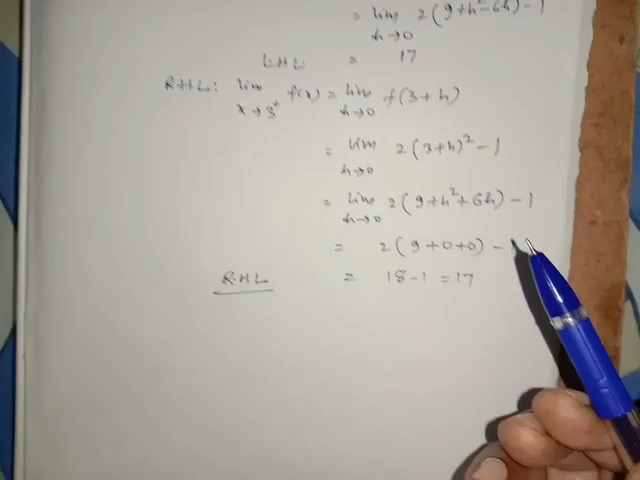 = lim 2(9+h²-6h)-1
h→0
LHL = 17
RHL: lim f(x) = lim f(3+h)
x→3⁺ h→0
= lim 2(3+h)²-1
h→0
= lim 2(9+h²+6h)-1
h→0
= 2(9+0+0)-1
RHL = 18-1 = 17